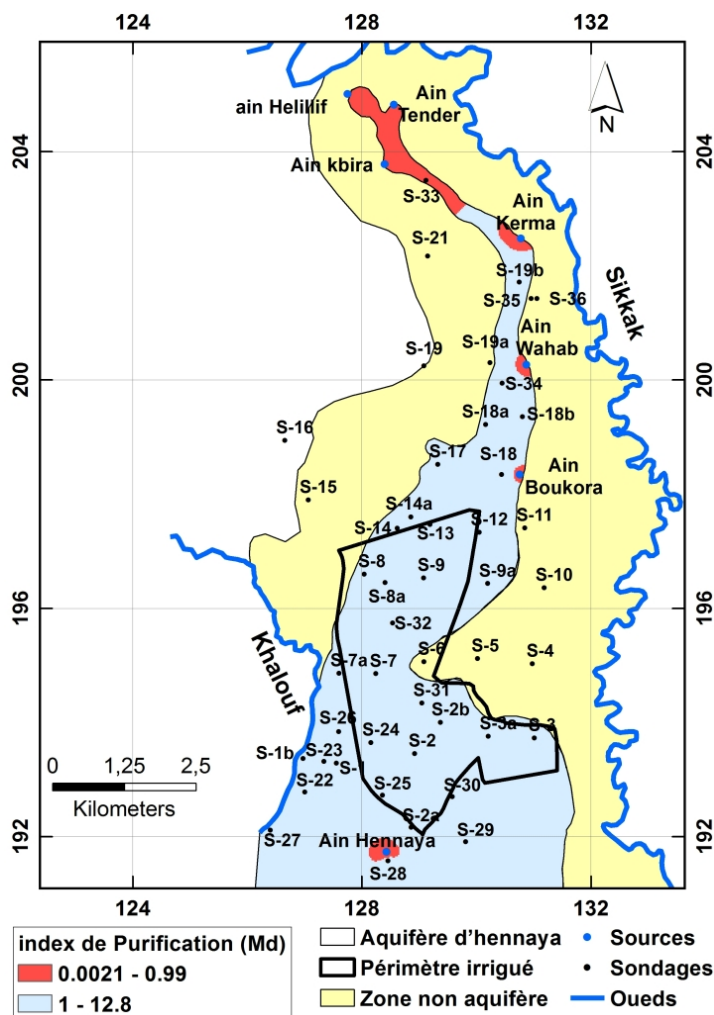 124 128 132
ain Helillif
Ain
Tender
N
204
204
Ain kbira
S-33
Ain
Kerma
S-21
S-19b
S-35
S-36
Sikkak
Ain
Wahab
S-19
S-19a
200
200
S-34
S-16
S-18a
S-18b
S-17
S-18
Ain
Boukora
S-15
S-14a
S-14
S-13
S-12
S-11
S-8
S-9
S-9a
S-10
S-8a
196
196
S-32
Khalouf
S-7a
S-7
S-6
S-5
S-4
S-31
S-26
S-2b
S-24
S-3a
S-3
S-1b
S-23
S-1
S-2
0 1,25 2,5
Kilometers
S-22
S-25
S-30
S-2a
192
192
S-27
Ain Hennaya
S-29
S-28
124 128 132
index de Purification (Md)
0.0021 - 0.99
1 - 12.8
Aquifère d’hennaya
Périmètre irrigué
Zone non aquifère
Sources
Sondages
Oueds